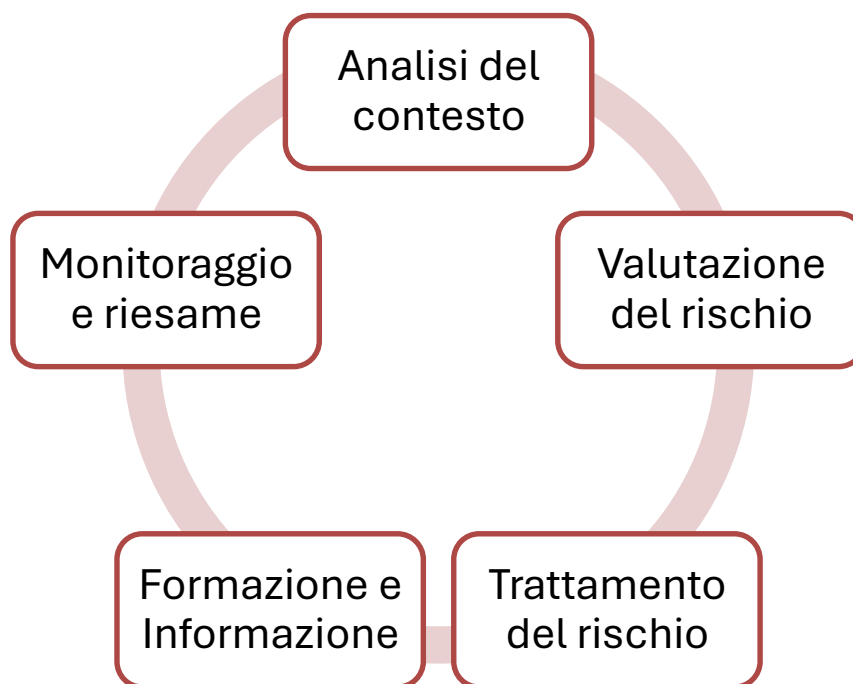 Analisi del
contesto
Valutazione
del rischio
Trattamento
del rischio
Formazione e
Informazione
Monitoraggio
e riesame